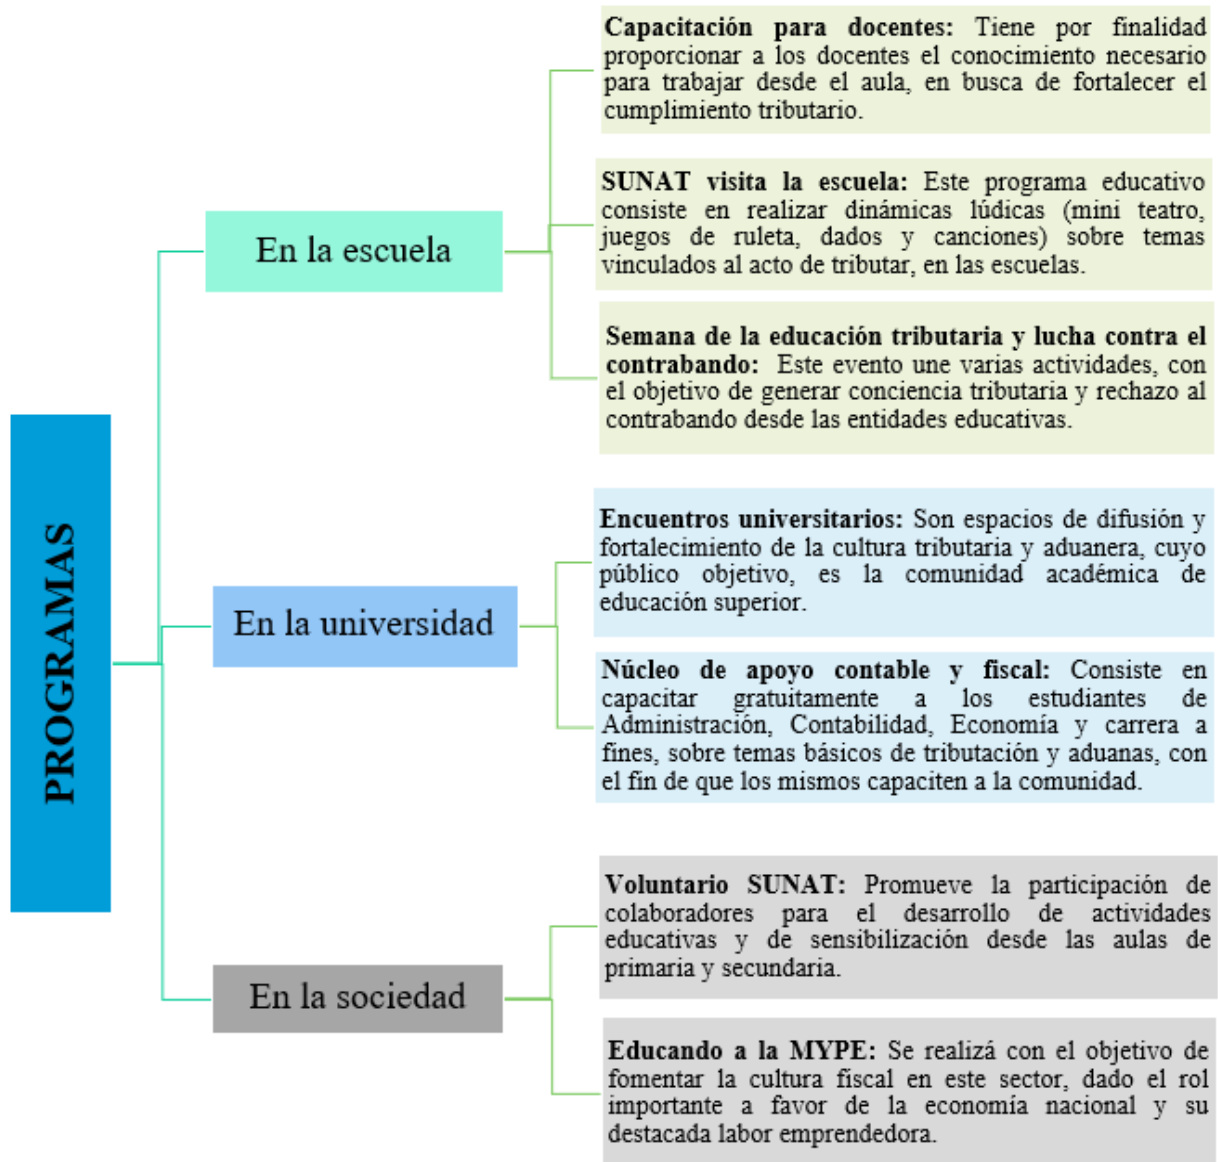 PROGRAMAS
En la escuela
Capacitación para docentes: Tiene por finalidad
proporcionar a los docentes el conocimiento necesario
para trabajar desde el aula, en busca de fortalecer el
cumplimiento tributario.
SUNAT visita la escuela: Este programa educativo
consiste en realizar dinámicas lúdicas (mini teatro,
juegos de ruleta, dados y canciones) sobre temas
vinculados al acto de tributar, en las escuelas.
Semana de la educación tributaria y lucha contra el
contrabando: Este evento une varias actividades, con
el objetivo de generar conciencia tributaria y rechazo al
contrabando desde las entidades educativas.
En la universidad
Encuentros universitarios: Son espacios de difusión y
fortalecimiento de la cultura tributaria y aduanera, cuyo
público objetivo, es la comunidad académica de
educación superior.
Núcleo de apoyo contable y fiscal: Consiste en
capacitar gratuitamente a los estudiantes de
Administración, Contabilidad, Economía y carrera a
fines, sobre temas básicos de tributación y aduanas, con
el fin de que los mismos capaciten a la comunidad.
En la sociedad
Voluntario SUNAT: Promueve la participación de
colaboradores para el desarrollo de actividades
educativas y de sensibilización desde las aulas de
primaria y secundaria.
Educando a la MYPE: Se realizá con el objetivo de
fomentar la cultura físcal en este sector, dado el rol
importante a favor de la economía nacional y su
destacada labor emprendedora.